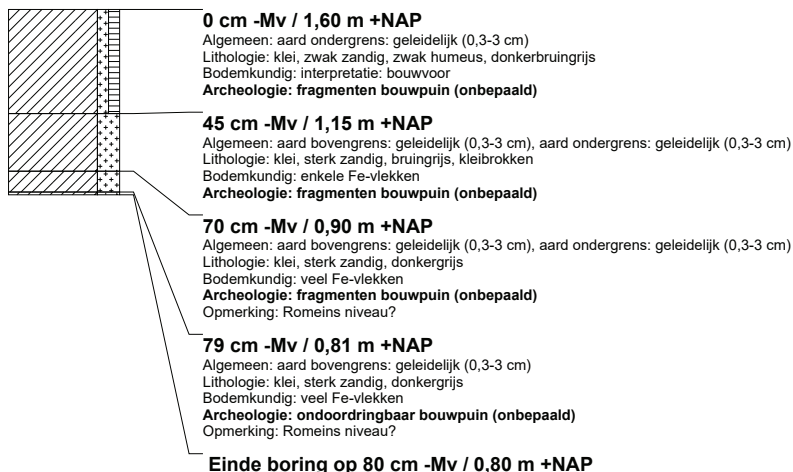 0 cm -Mv / 1,60 m +NAP
Algemeen: aard ondergrens: geleidelijk (0,3-3 cm)
Lithologie: klei, zwak zandig, zwak humeus, donkerbruingrijs
Bodemkundig: interpretatie: bouwvoor
Archeologie: fragmenten bouwpuin (onbepaald)
45 cm -Mv / 1,15 m +NAP
Algemeen: aard bovengrens: geleidelijk (0,3-3 cm), aard ondergrens: geleidelijk (0,3-3 cm)
Lithologie: klei, sterk zandig, bruingrijs, kleibrokken
Bodemkundig: enkele Fe-vlekken
Archeologie: fragmenten bouwpuin (onbepaald)
70 cm -Mv / 0,90 m +NAP
Algemeen: aard bovengrens: geleidelijk (0,3-3 cm), aard ondergrens: geleidelijk (0,3-3 cm)
Lithologie: klei, sterk zandig, donkergrijs
Bodemkundig: veel Fe-vlekken
Archeologie: fragmenten bouwpuin (onbepaald)
Opmerking: Romeins niveau?
79 cm -Mv / 0,81 m +NAP
Algemeen: aard bovengrens: geleidelijk (0,3-3 cm)
Lithologie: klei, sterk zandig, donkergrijs
Bodemkundig: veel Fe-vlekken
Archeologie: ondoordringbaar bouwpuin (onbepaald)
Opmerking: Romeins niveau?
Einde boring op 80 cm -Mv / 0,80 m +NAP